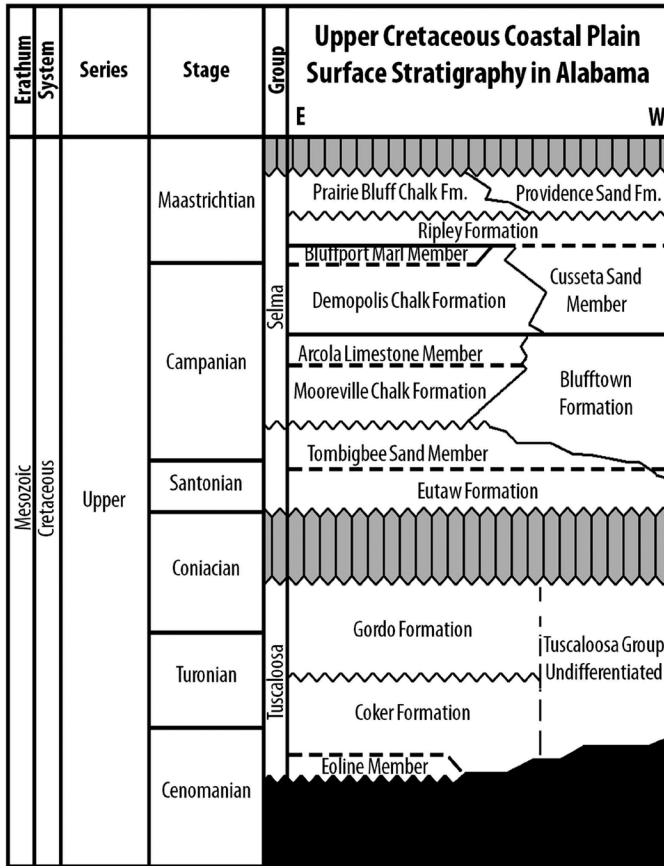 Erathum
System
Series
Stage
Group
Upper Cretaceous Coastal Plain
Surface Stratigraphy in Alabama
E
W
Mesozoic
Cretaceous
Upper
Maastrichtian
Campanian
Santonian
Coniacian
Turonian
Cenomanian
Selma
Tuscaloosa
Prairie Bluff Chalk Fm.
Providence Sand Fm.
Ripley Formation
Bluffport Marl Member
Demopolis Chalk Formation
Cusseta Sand
Member
Arcola Limestone Member
Mooreville Chalk Formation
Blufftown
Formation
Tombigbee Sand Member
Eutaw Formation
Gordo Formation
Tuscaloosa Group
Undifferentiated
Coker Formation
Eoline Member